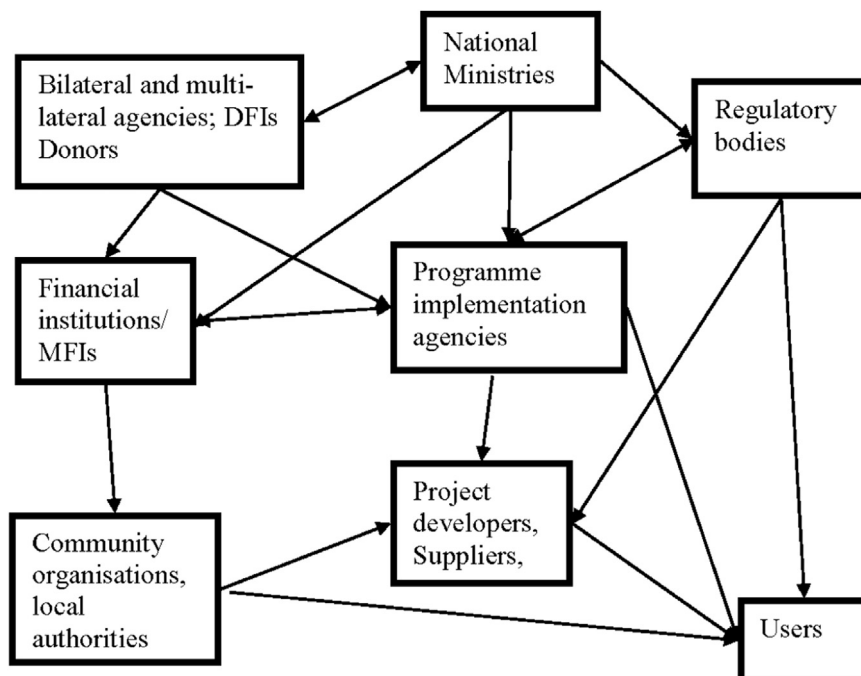 National
Ministries
Bilateral and multi-
lateral agencies; DFIs
Donors
Regulatory
bodies
Financial
institutions/
MFIs
Programme
implementation
agencies
Project
developers,
Suppliers,
Community
organisations,
local
authorities
Users